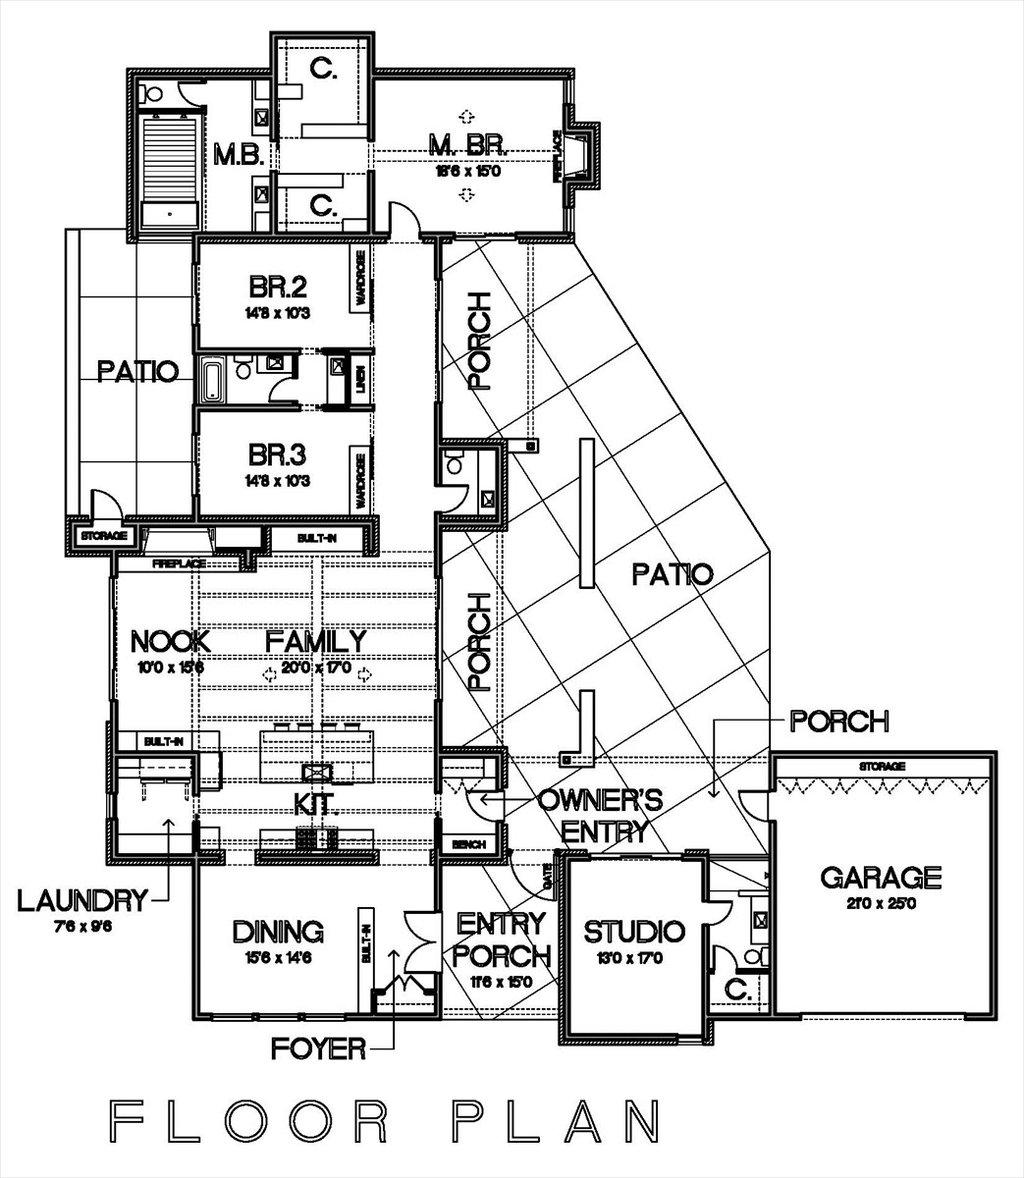 C.
M.B.
M. BR.
18'6 x 15'0
FIREPLACE
C.
BR.2
14'8 x 10'3
WARDROBE
PORCH
PATIO
LINEN
BR.3
14'8 x 10'3
WARDROBE
STORAGE
BUILT-IN
FIREPLACE
PATIO
NOOK
10'0 x 15'6
FAMILY
20'0 x 17'0
PORCH
PORCH
BUILT-IN
STORAGE
KIT.
OWNER'S
ENTRY
BENCH
GATE
LAUNDRY
7'6 x 9'6
GARAGE
21'0 x 25'0
DINING
15'6 x 14'6
BUILT-IN
ENTRY
PORCH
11'6 x 15'0
STUDIO
13'0 x 17'0
C.
FOYER
FLOOR PLAN